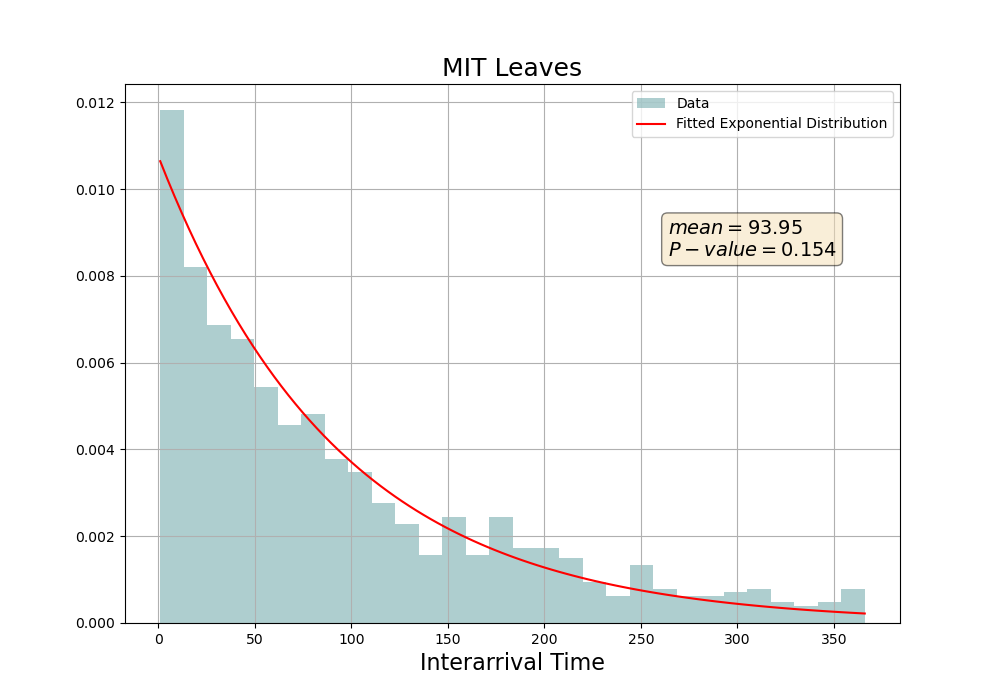 MIT Leaves
Data
Fitted Exponential Distribution
mean = 93.95
P − value = 0.154
0.012
0.010
0.008
0.006
0.004
0.002
0.000
0 50 100 150 200 250 300 350
Interarrival Time